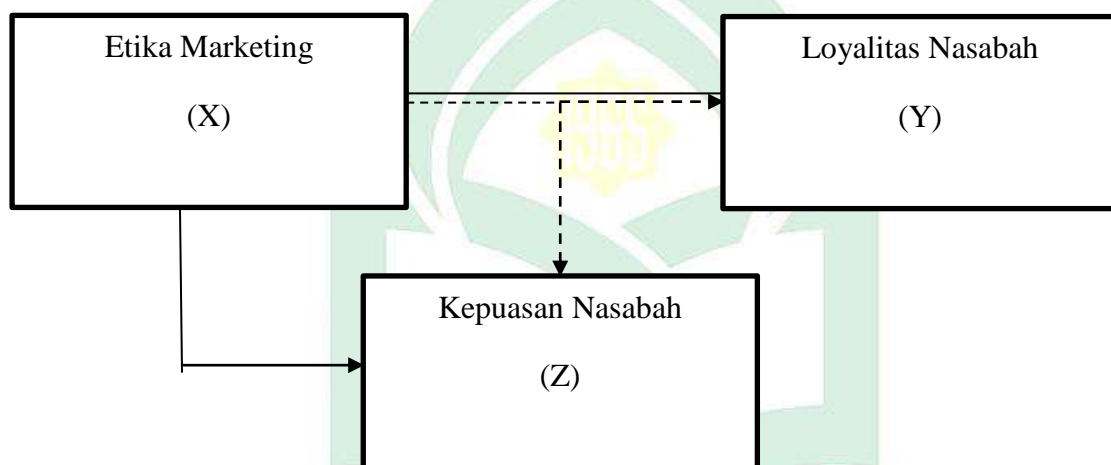 Etika Marketing
(X)
Loyalitas Nasabah
(Y)
Kepuasan Nasabah
(Z)